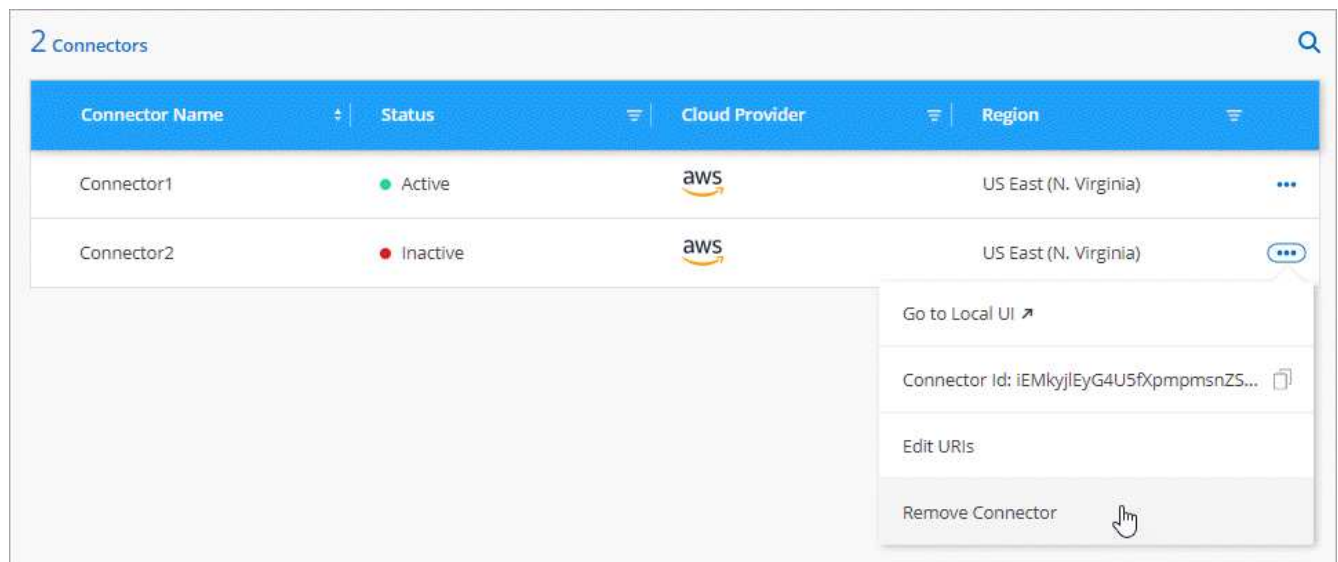 2 Connectors
Connector Name Status Cloud Provider Region
Connector1 Active aws US East (N. Virginia)
Connector2 Inactive aws US East (N. Virginia)
Go to Local UI
Connector Id: iEMkyjlEyG4U5fXpmpmsnZS...
Edit URIs
Remove Connector